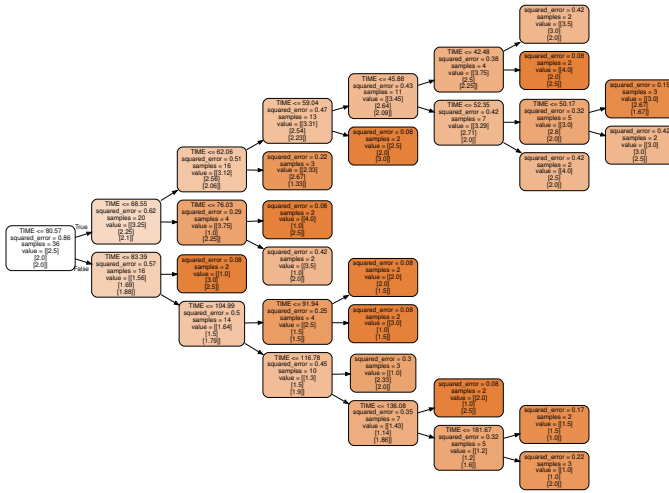 TIME <= 80.57
squared_error = 0.86
samples = 36
value = [[2.5]
[2.0]
[2.0]]
True
False
TIME <= 68.55
squared_error = 0.62
samples = 20
value = [[3.25]
[2.25]
[2.1]]
TIME <= 83.39
squared_error = 0.57
samples = 16
value = [[1.56]
[1.69]
[1.88]]
TIME <= 62.06
squared_error = 0.51
samples = 16
value = [[3.12]
[2.56]
[2.06]]
TIME <= 76.03
squared_error = 0.29
samples = 4
value = [[3.75]
[1.0]
[2.25]]
squared_error = 0.08
samples = 2
value = [[1.0]
[3.0]
[2.5]]
TIME <= 104.99
squared_error = 0.5
samples = 14
value = [[1.64]
[1.5]
[1.79]]
TIME <= 59.04
squared_error = 0.47
samples = 13
value = [[3.31]
[2.54]
[2.23]]
squared_error = 0.22
samples = 3
value = [[2.33]
[2.67]
[1.33]]
squared_error = 0.08
samples = 2
value = [[4.0]
[1.0]
[2.5]]
squared_error = 0.42
samples = 2
value = [[3.5]
[1.0]
[2.0]]
TIME <= 91.94
squared_error = 0.25
samples = 4
value = [[2.5]
[1.5]
[1.5]]
TIME <= 116.78
squared_error = 0.45
samples = 10
value = [[1.3]
[1.5]
[1.9]]
TIME <= 45.88
squared_error = 0.43
samples = 11
value = [[3.45]
[2.64]
[2.09]]
squared_error = 0.08
samples = 2
value = [[2.5]
[2.0]
[3.0]]
squared_error = 0.08
samples = 2
value = [[2.0]
[2.0]
[1.5]]
squared_error = 0.08
samples = 2
value = [[3.0]
[1.0]
[1.5]]
squared_error = 0.3
samples = 3
value = [[1.0]
[2.33]
[2.0]]
TIME <= 136.08
squared_error = 0.35
samples = 7
value = [[1.43]
[1.14]
[1.86]]
TIME <= 42.48
squared_error = 0.38
samples = 4
value = [[3.75]
[2.5]
[2.25]]
TIME <= 52.35
squared_error = 0.42
samples = 7
value = [[3.29]
[2.71]
[2.0]]
squared_error = 0.08
samples = 2
value = [[2.0]
[1.0]
[2.5]]
TIME <= 181.67
squared_error = 0.32
samples = 5
value = [[1.2]
[1.2]
[1.6]]
squared_error = 0.42
samples = 2
value = [[3.5]
[3.0]
[2.0]]
squared_error = 0.08
samples = 2
value = [[4.0]
[2.0]
[2.5]]
TIME <= 50.17
squared_error = 0.32
samples = 5
value = [[3.0]
[2.8]
[2.0]]
squared_error = 0.42
samples = 2
value = [[4.0]
[2.5]
[2.0]]
squared_error = 0.17
samples = 2
value = [[1.5]
[1.5]
[1.0]]
squared_error = 0.22
samples = 3
value = [[1.0]
[1.0]
[2.0]]
squared_error = 0.15
samples = 3
value = [[3.0]
[2.67]
[1.67]]
squared_error = 0.42
samples = 2
value = [[3.0]
[3.0]
[2.5]]